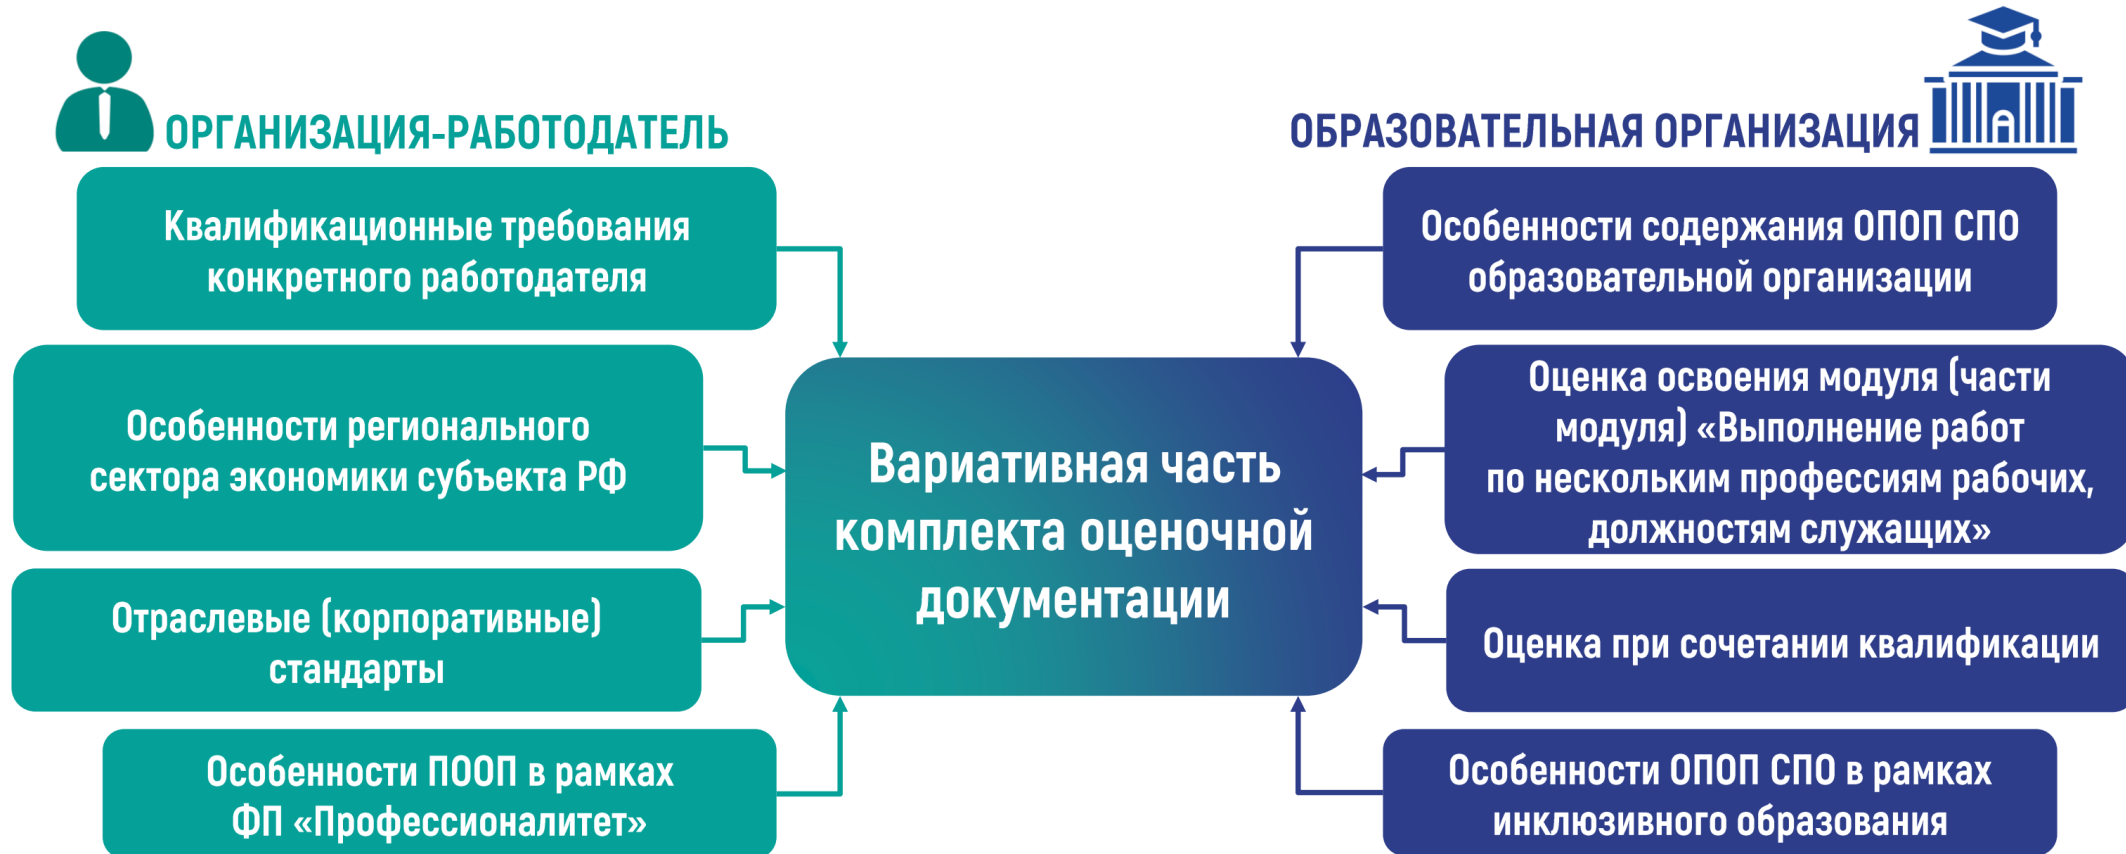 ОРГАНИЗАЦИЯ-РАБОТОДАТЕЛЬ
Квалификационные требования
конкретного работодателя
Особенности регионального
сектора экономики субъекта РФ
Отраслевые (корпоративные)
стандарты
Особенности ПООП в рамках
ФП «Профессионалитет»
Вариативная часть
комплекта оценочной
документации
ОБРАЗОВАТЕЛЬНАЯ ОРГАНИЗАЦИЯ
Особенности содержания ОПОП СПО
образовательной организации
Оценка освоения модуля (части
модуля) «Выполнение работ
по нескольким профессиям рабочих,
должностям служащих»
Оценка при сочетании квалификации
Особенности ОПОП СПО в рамках
инклюзивного образования